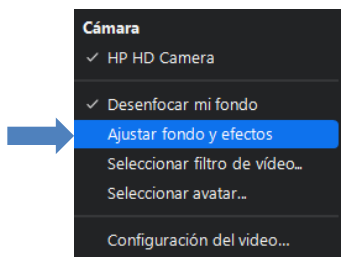 Cámara
HP HD Camera
Desenfocar mi fondo
Ajustar fondo y efectos
Seleccionar filtro de vídeo...
Seleccionar avatar...
Configuración del video...